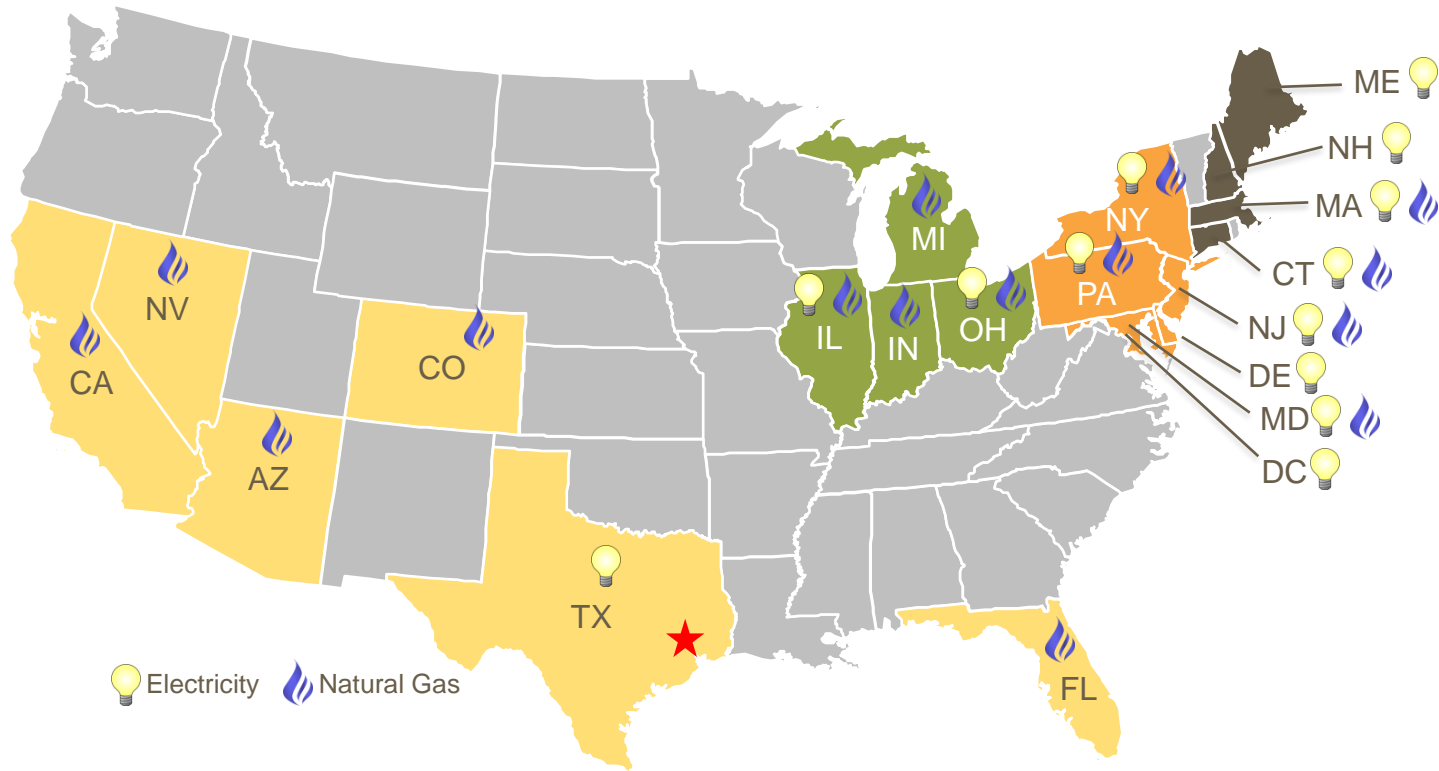 ME
NH
MA
NY
MI
CT
PA
NV
NJ
IL
IN
OH
CO
CA
DE
MD
AZ
DC
TX
Electricity
Natural Gas
FL